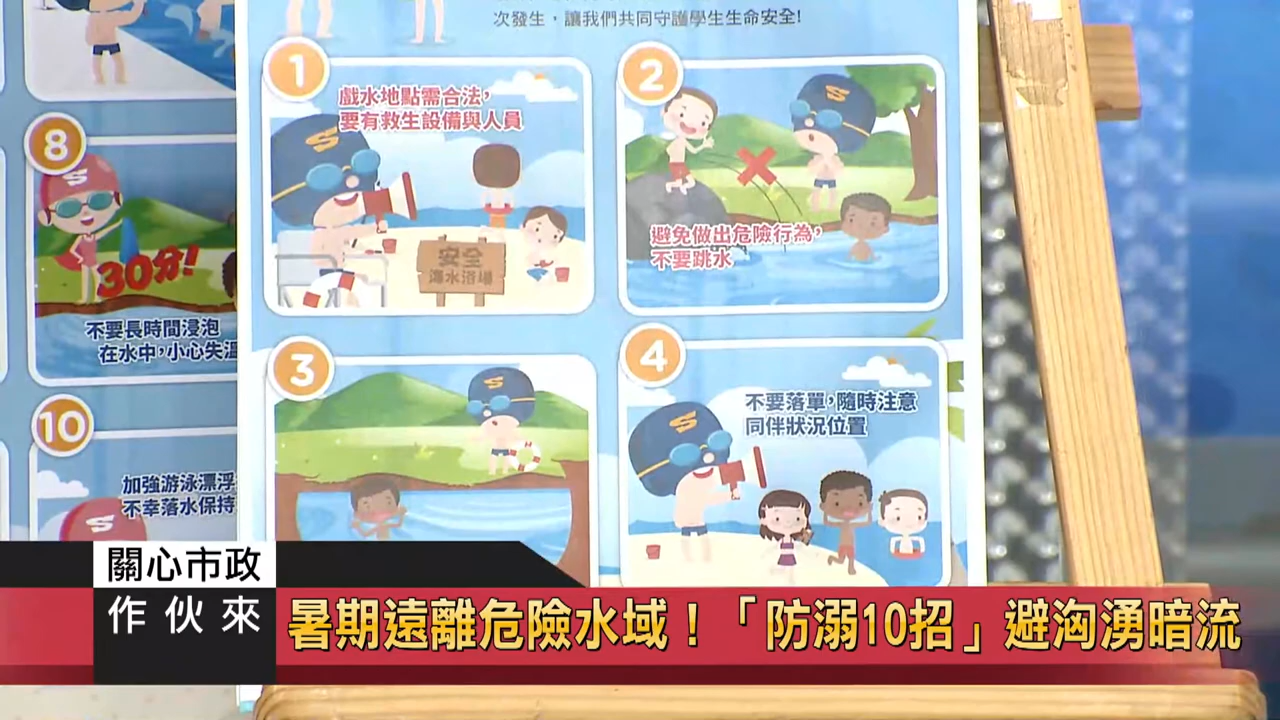 次發生，讓我們共同守護學生生命安全!
1
戲水地點需合法，
要有救生設備與人員
安全
海水浴場
2
避免做出危險行為，
不要跳水
3
4
不要落單，隨時注意
同伴狀況位置
8
30分!
不要長時間浸泡
在水中，小心失溫
10
加強游泳漂浮
不幸落水保持
關心市政
作伙來
暑期遠離危險水域！「防溺10招」避洶湧暗流